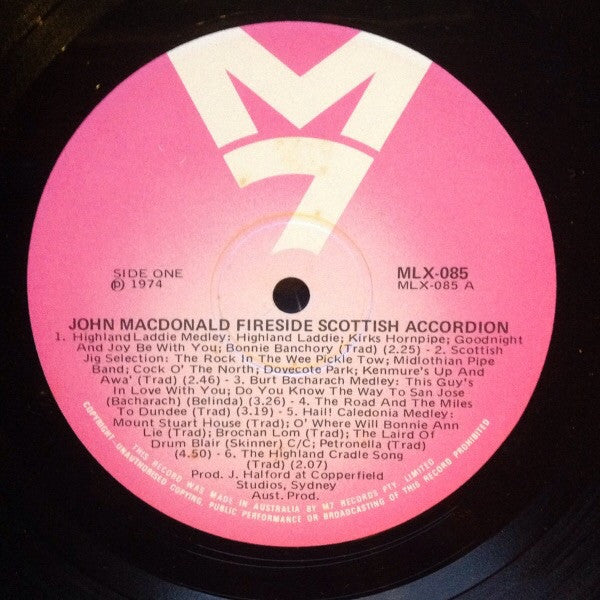 M
7
SIDE ONE
℗ 1974
MLX-085
MLX-085 A
JOHN MACDONALD FIRESIDE SCOTTISH ACCORDION
1. Highland Laddie Medley: Highland Laddie; Kirks Hornpipe; Goodnight
And Joy Be With You; Bonnie Banchory (Trad) (2.25) - 2. Scottish
Jig Selection: The Rock In The Wee Pickle Tow; Midlothian Pipe
Band; Cock O' The North; Dovecote Park; Kenmure's Up And
Awa' (Trad) (2.46) - 3. Burt Bacharach Medley: This Guy's
In Love With You; Do You Know The Way To San Jose
(Bacharach) (Belinda) (3.26) - 4. The Road And The Miles
To Dundee (Trad) (3.19) - 5. Hail! Caledonia Medley:
Mount Stuart House (Trad); O' Where Will Bonnie Ann
Lie (Trad); Brochan Lom (Trad); The Laird Of
Drum Blair (Skinner) C/C; Petronella (Trad)
(4.50) - 6. The Highland Cradle Song
(Trad) (2.07)
Prod. J. Halford at Copperfield
Studios, Sydney
Aust. Prod.
THIS RECORD WAS MADE IN AUSTRALIA BY M7 RECORDS PTY LIMITED
COPYRIGHT. UNAUTHORISED COPYING, PUBLIC PERFORMANCE OR BROADCASTING OF THIS RECORD PROHIBITED